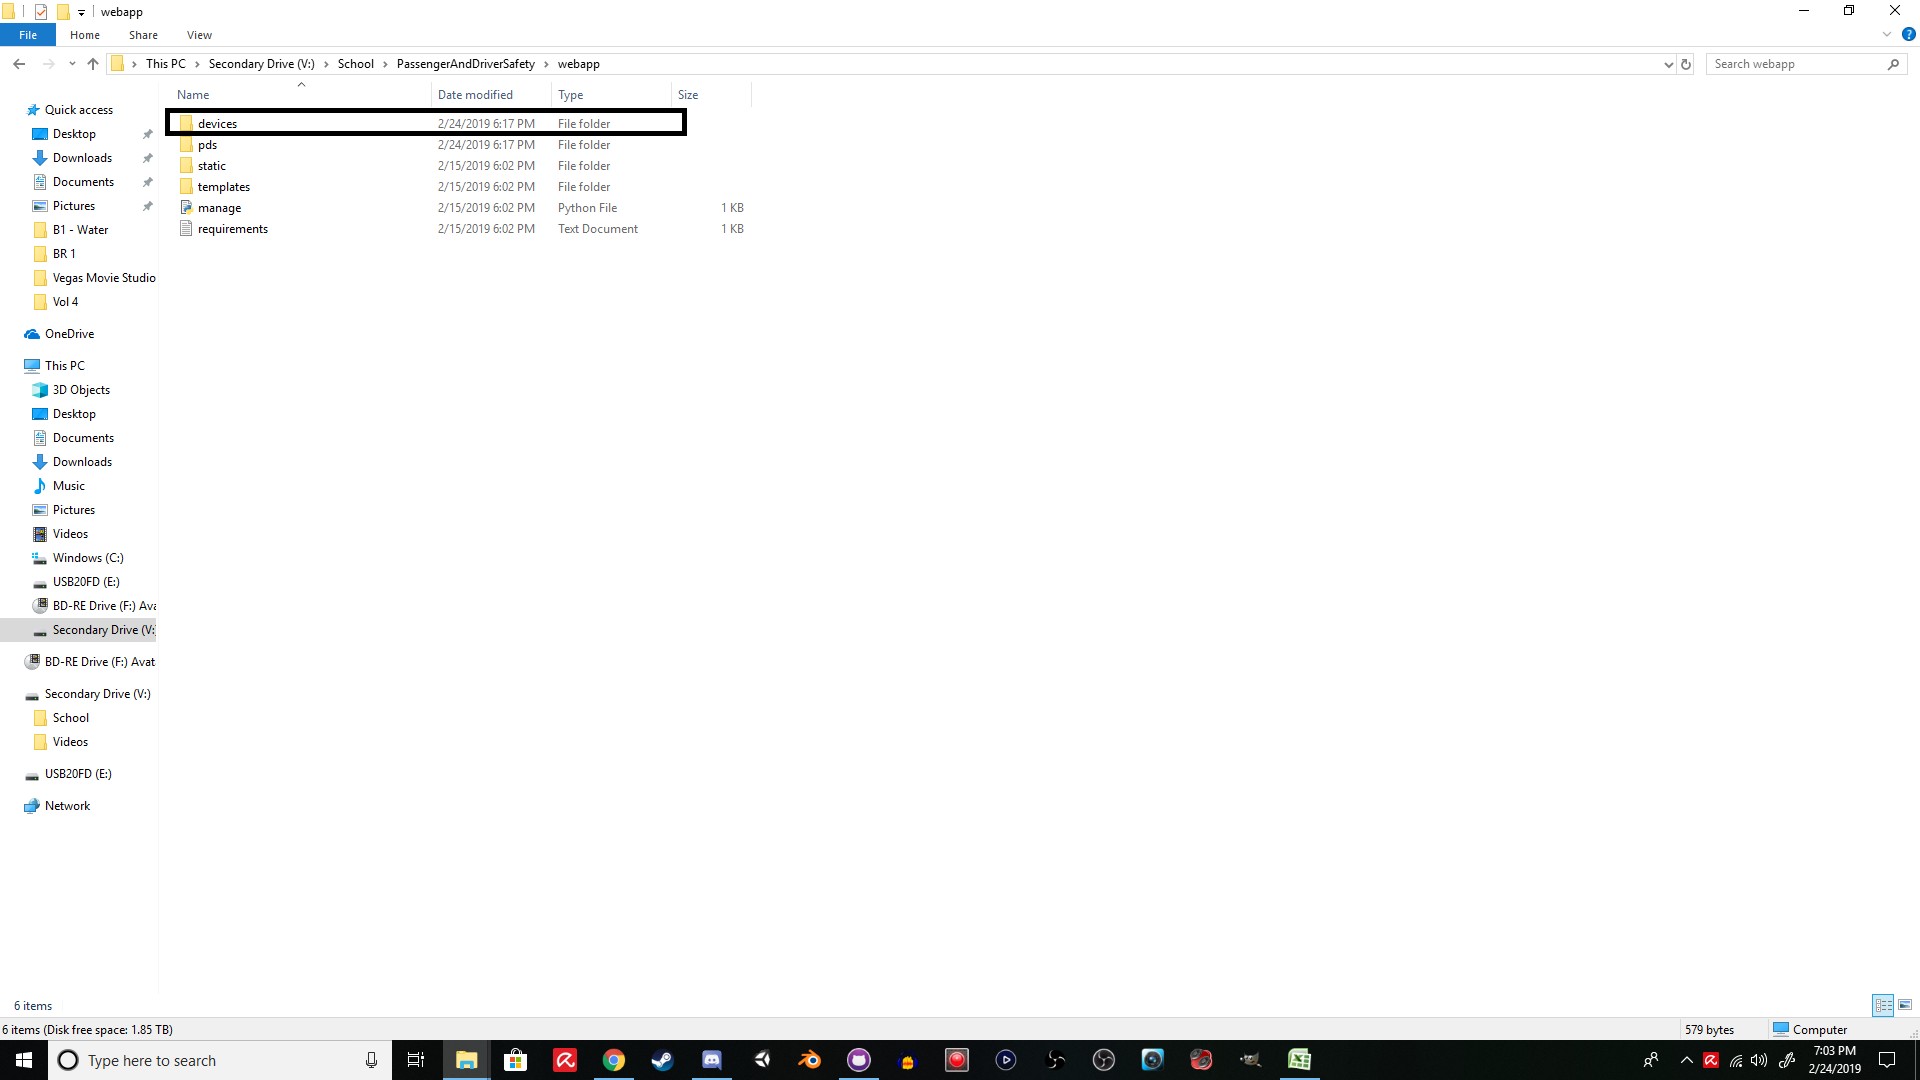 webapp
File Home Share View
This PC Secondary Drive (V:) School PassengerAndDriverSafety webapp
Search webapp
Name Date modified Type Size
devices 2/24/2019 6:17 PM File folder
pds 2/24/2019 6:17 PM File folder
static 2/15/2019 6:02 PM File folder
templates 2/15/2019 6:02 PM File folder
manage 2/15/2019 6:02 PM Python File 1 KB
requirements 2/15/2019 6:02 PM Text Document 1 KB
Quick access
Desktop
Downloads
Documents
Pictures
B1 - Water
BR 1
Vegas Movie Studio
Vol 4
OneDrive
This PC
3D Objects
Desktop
Documents
Downloads
Music
Pictures
Videos
Windows (C:)
USB20FD (E:)
BD-RE Drive (F:) Ava
Secondary Drive (V:
BD-RE Drive (F:) Avat
Secondary Drive (V:)
School
Videos
USB20FD (E:)
Network
6 items
6 items (Disk free space: 1.85 TB)
579 bytes
Computer
Type here to search
7:03 PM
2/24/2019